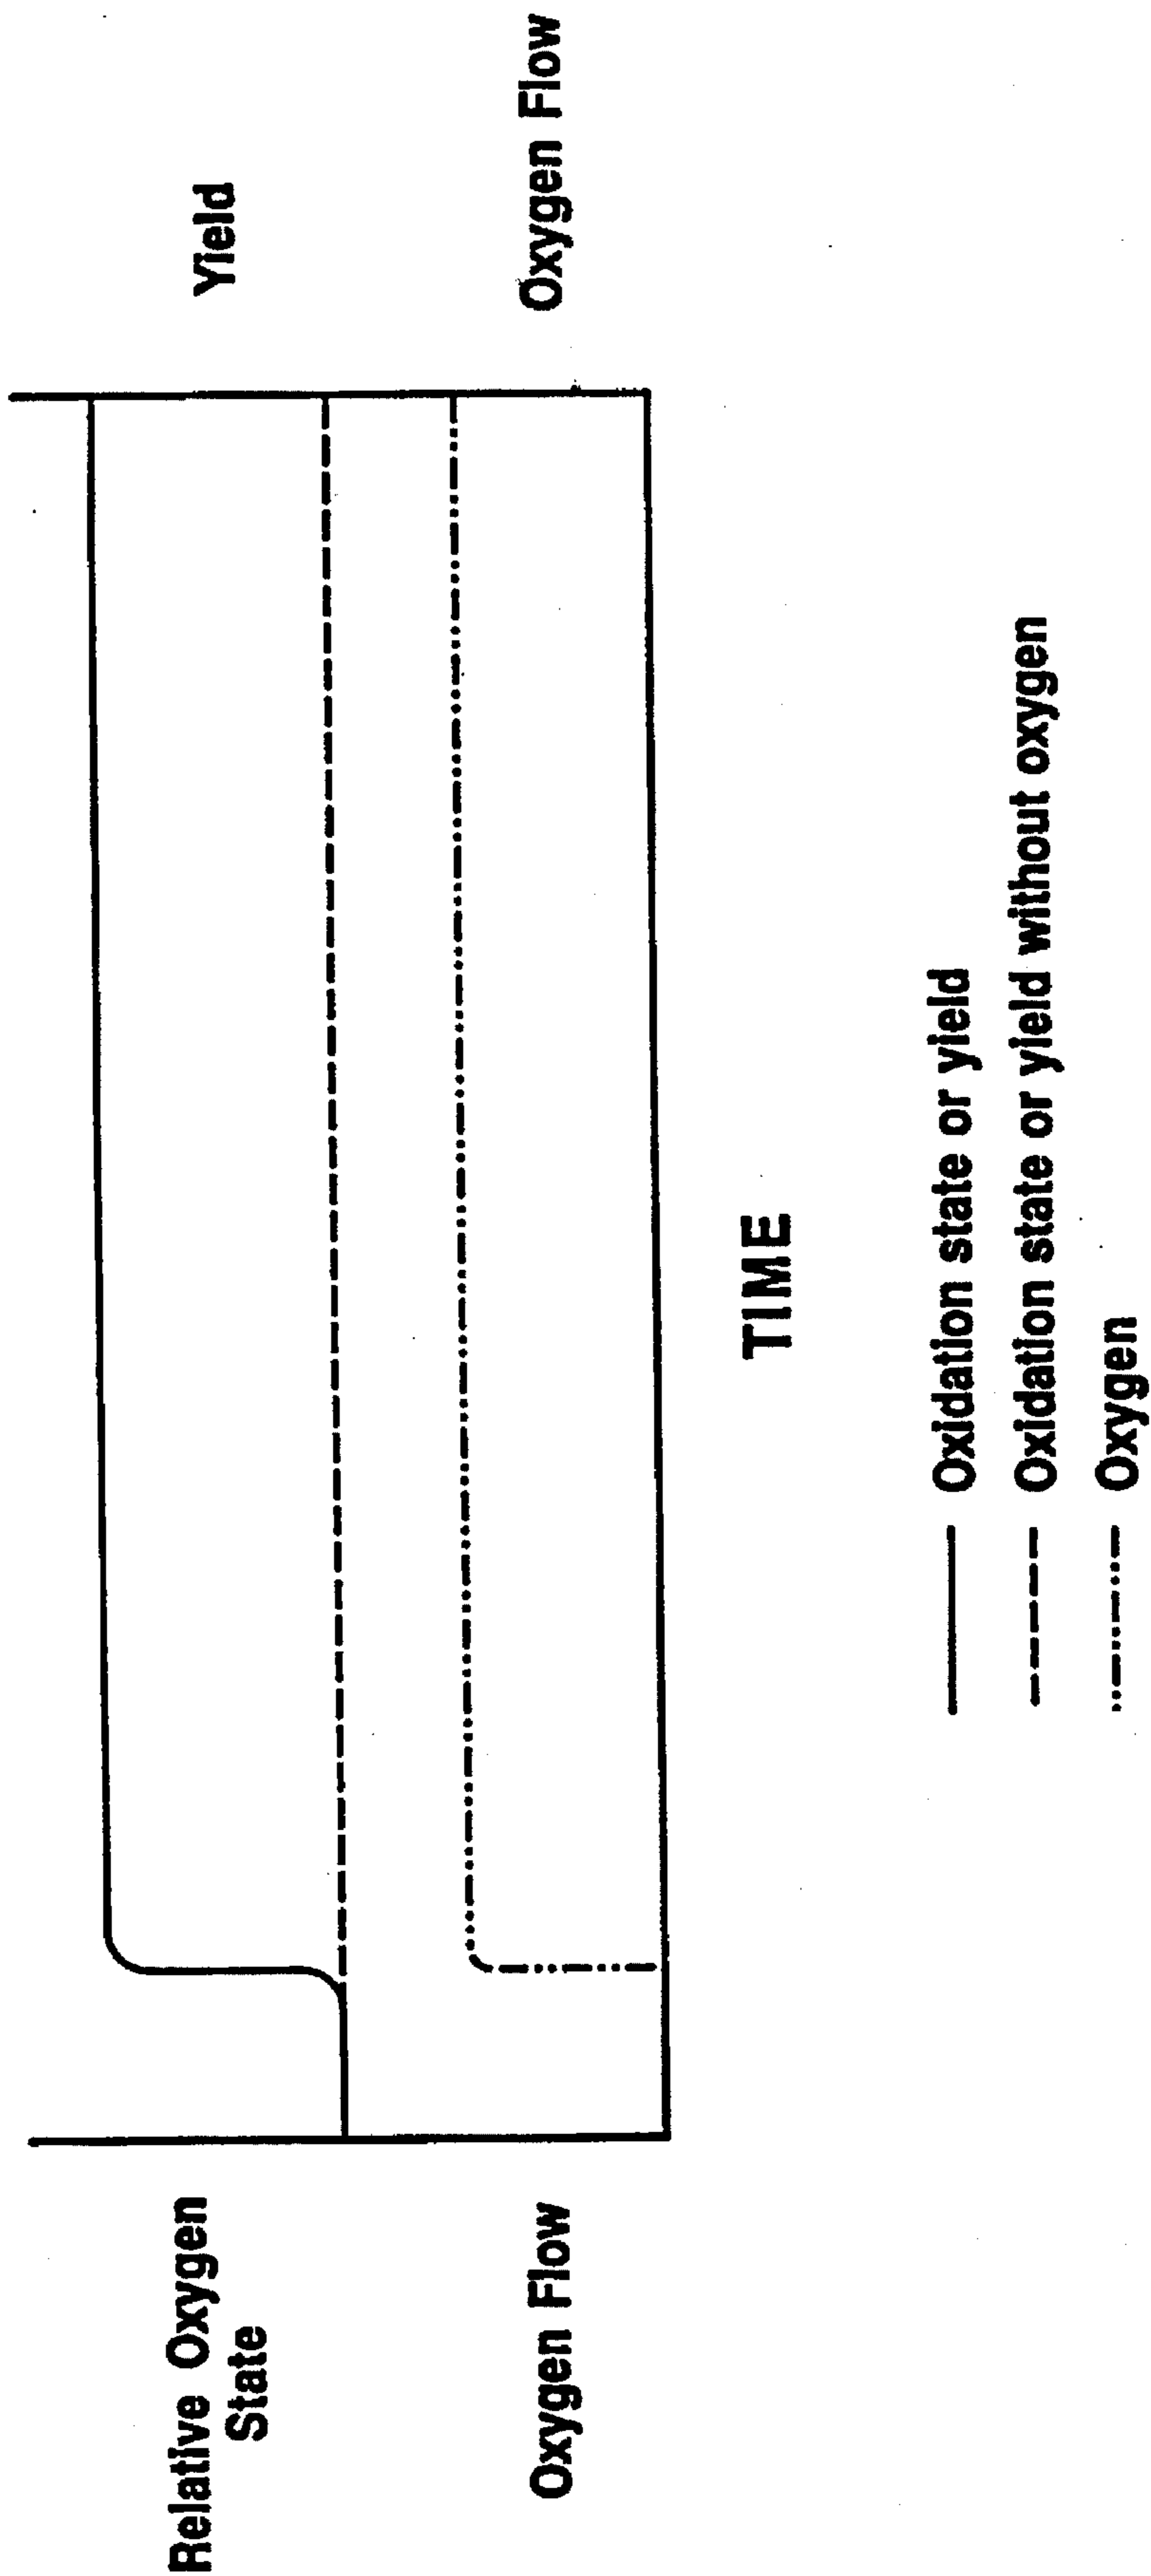 Relative Oxygen
State
Oxygen Flow
Yield
Oxygen Flow
TIME
Oxidation state or yield
Oxidation state or yield without oxygen
Oxygen